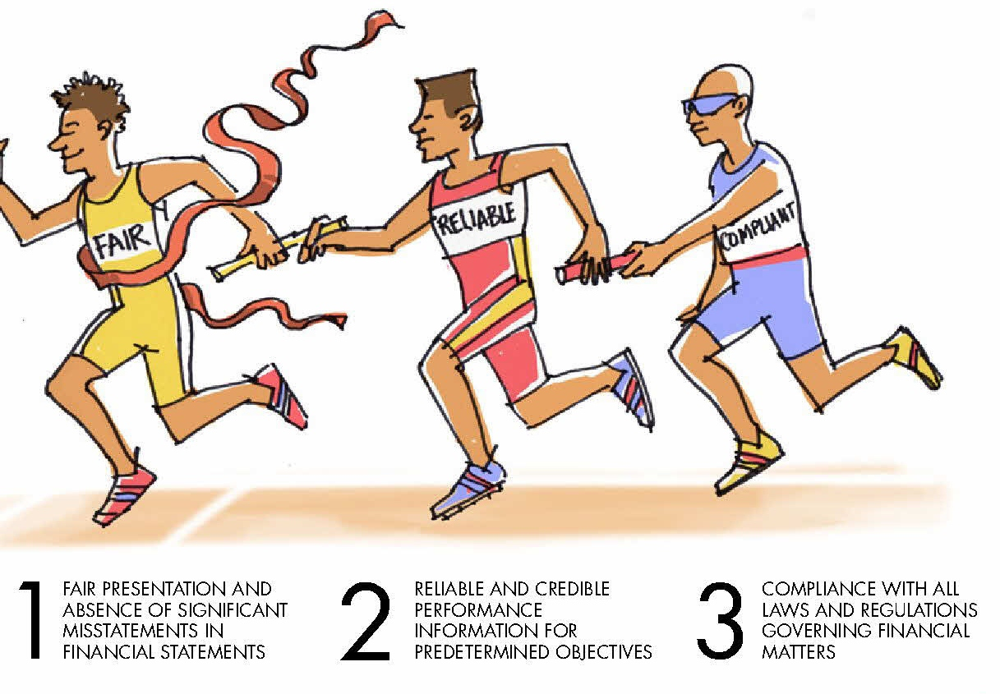 FAIR
RELIABLE
COMPLIANT
1
FAIR PRESENTATION AND
ABSENCE OF SIGNIFICANT
MISSTATEMENTS IN
FINANCIAL STATEMENTS
2
RELIABLE AND CREDIBLE
PERFORMANCE
INFORMATION FOR
PREDETERMINED OBJECTIVES
3
COMPLIANCE WITH ALL
LAWS AND REGULATIONS
GOVERNING FINANCIAL
MATTERS